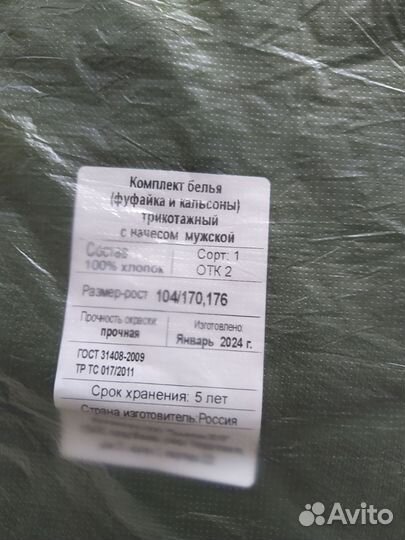 Комплект белья
(фуфайка и кальсоны)
трикотажный
с начесом мужской
Состав
100% хлопок
Сорт: 1
ОТК 2
Размер-рост 104/170,176
Прочность окраски:
прочная
Изготовлено:
Январь 2024 г.
ГОСТ 31408-2009
ТР ТС 017/2011
Срок хранения: 5 лет
Страна изготовитель:Россия
Avito